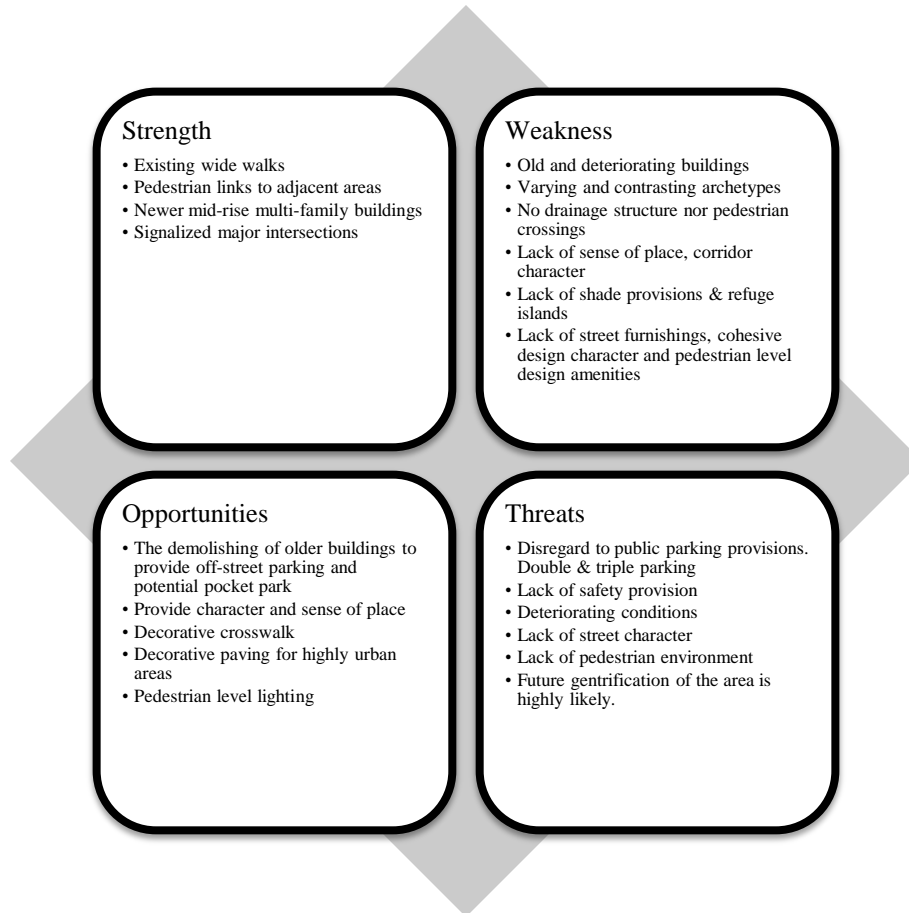 Strength
• Existing wide walks
• Pedestrian links to adjacent areas
• Newer mid-rise multi-family buildings
• Signalized major intersections
Weakness
• Old and deteriorating buildings
• Varying and contrasting archetypes
• No drainage structure nor pedestrian
crossings
• Lack of sense of place, corridor
character
• Lack of shade provisions & refuge
islands
• Lack of street furnishings, cohesive
design character and pedestrian level
design amenities
Opportunities
• The demolishing of older buildings to
provide off-street parking and
potential pocket park
• Provide character and sense of place
• Decorative crosswalk
• Decorative paving for highly urban
areas
• Pedestrian level lighting
Threats
• Disregard to public parking provisions.
Double & triple parking
• Lack of safety provision
• Deteriorating conditions
• Lack of street character
• Lack of pedestrian environment
• Future gentrification of the area is
highly likely.